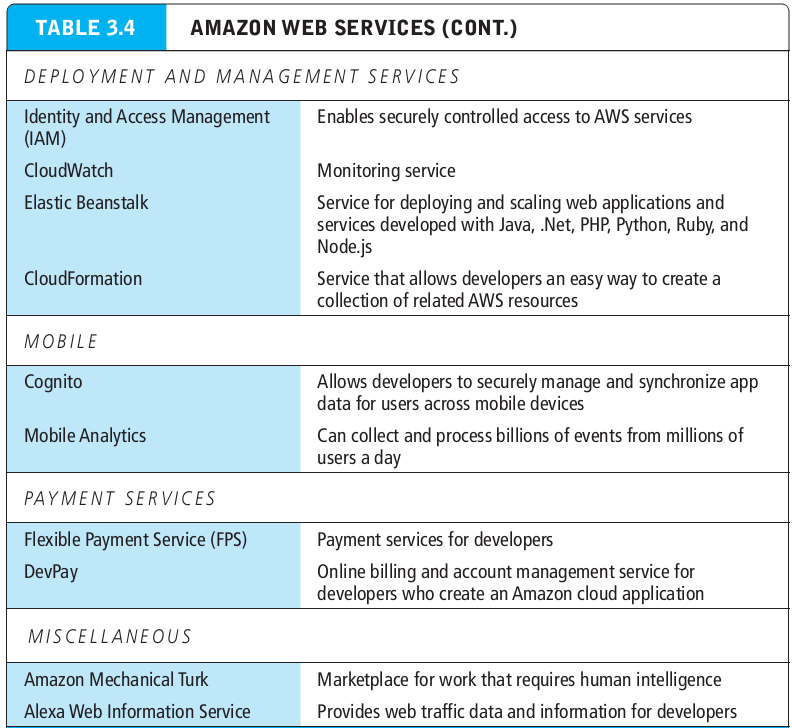 TABLE 3.4 AMAZON WEB SERVICES (CONT.)
DEPLOYMENT AND MANAGEMENT SERVICES
Identity and Access Management Enables securely controlled access to AWS services
(IAM)
CloudWatch Monitoring service
Elastic Beanstalk Service for deploying and scaling web applications and
services developed with Java, .Net, PHP, Python, Ruby, and
Node.js
CloudFormation Service that allows developers an easy way to create a
collection of related AWS resources
MOBILE
Cognito Allows developers to securely manage and synchronize app
data for users across mobile devices
Mobile Analytics Can collect and process billions of events from millions of
users a day
PAYMENT SERVICES
Flexible Payment Service (FPS) Payment services for developers
DevPay Online billing and account management service for
developers who create an Amazon cloud application
MISCELLANEOUS
Amazon Mechanical Turk Marketplace for work that requires human intelligence
Alexa Web Information Service Provides web traffic data and information for developers